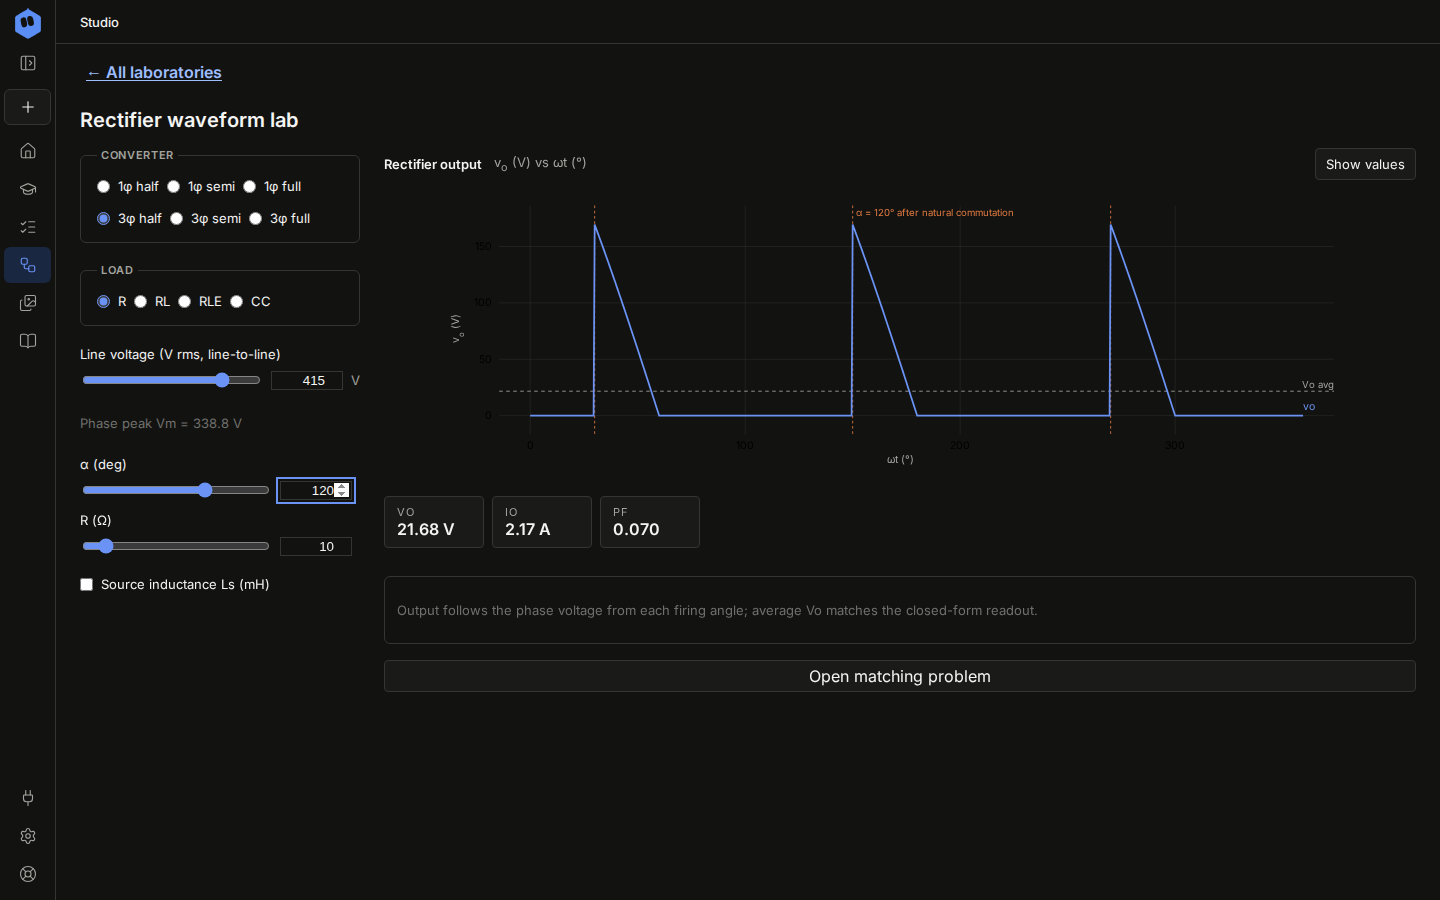 Studio
← All laboratories
Rectifier waveform lab
CONVERTER
1φ half 1φ semi 1φ full
3φ half 3φ semi 3φ full
LOAD
R RL RLE CC
Line voltage (V rms, line-to-line)
415 V
Phase peak Vm = 338.8 V
α (deg)
120
R (Ω)
10
Source inductance Ls (mH)
Rectifier output vo (V) vs ωt (°)
Show values
α = 120° after natural commutation
150
100
50
0
vo (V)
Vo avg
vo
0 100 200 300
ωt (°)
VO
21.68 V
IO
2.17 A
PF
0.070
Output follows the phase voltage from each firing angle; average Vo matches the closed-form readout.
Open matching problem